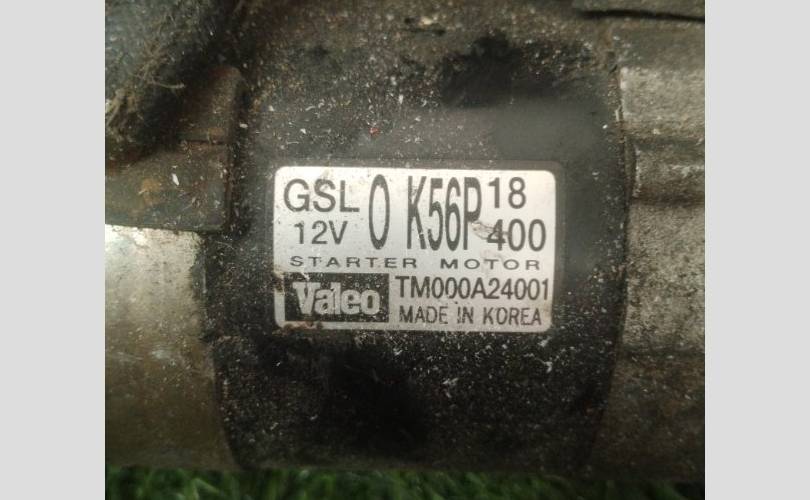 GSL 0 K56P 18
12V 400
STARTER MOTOR
Valeo TM000A24001
MADE IN KOREA